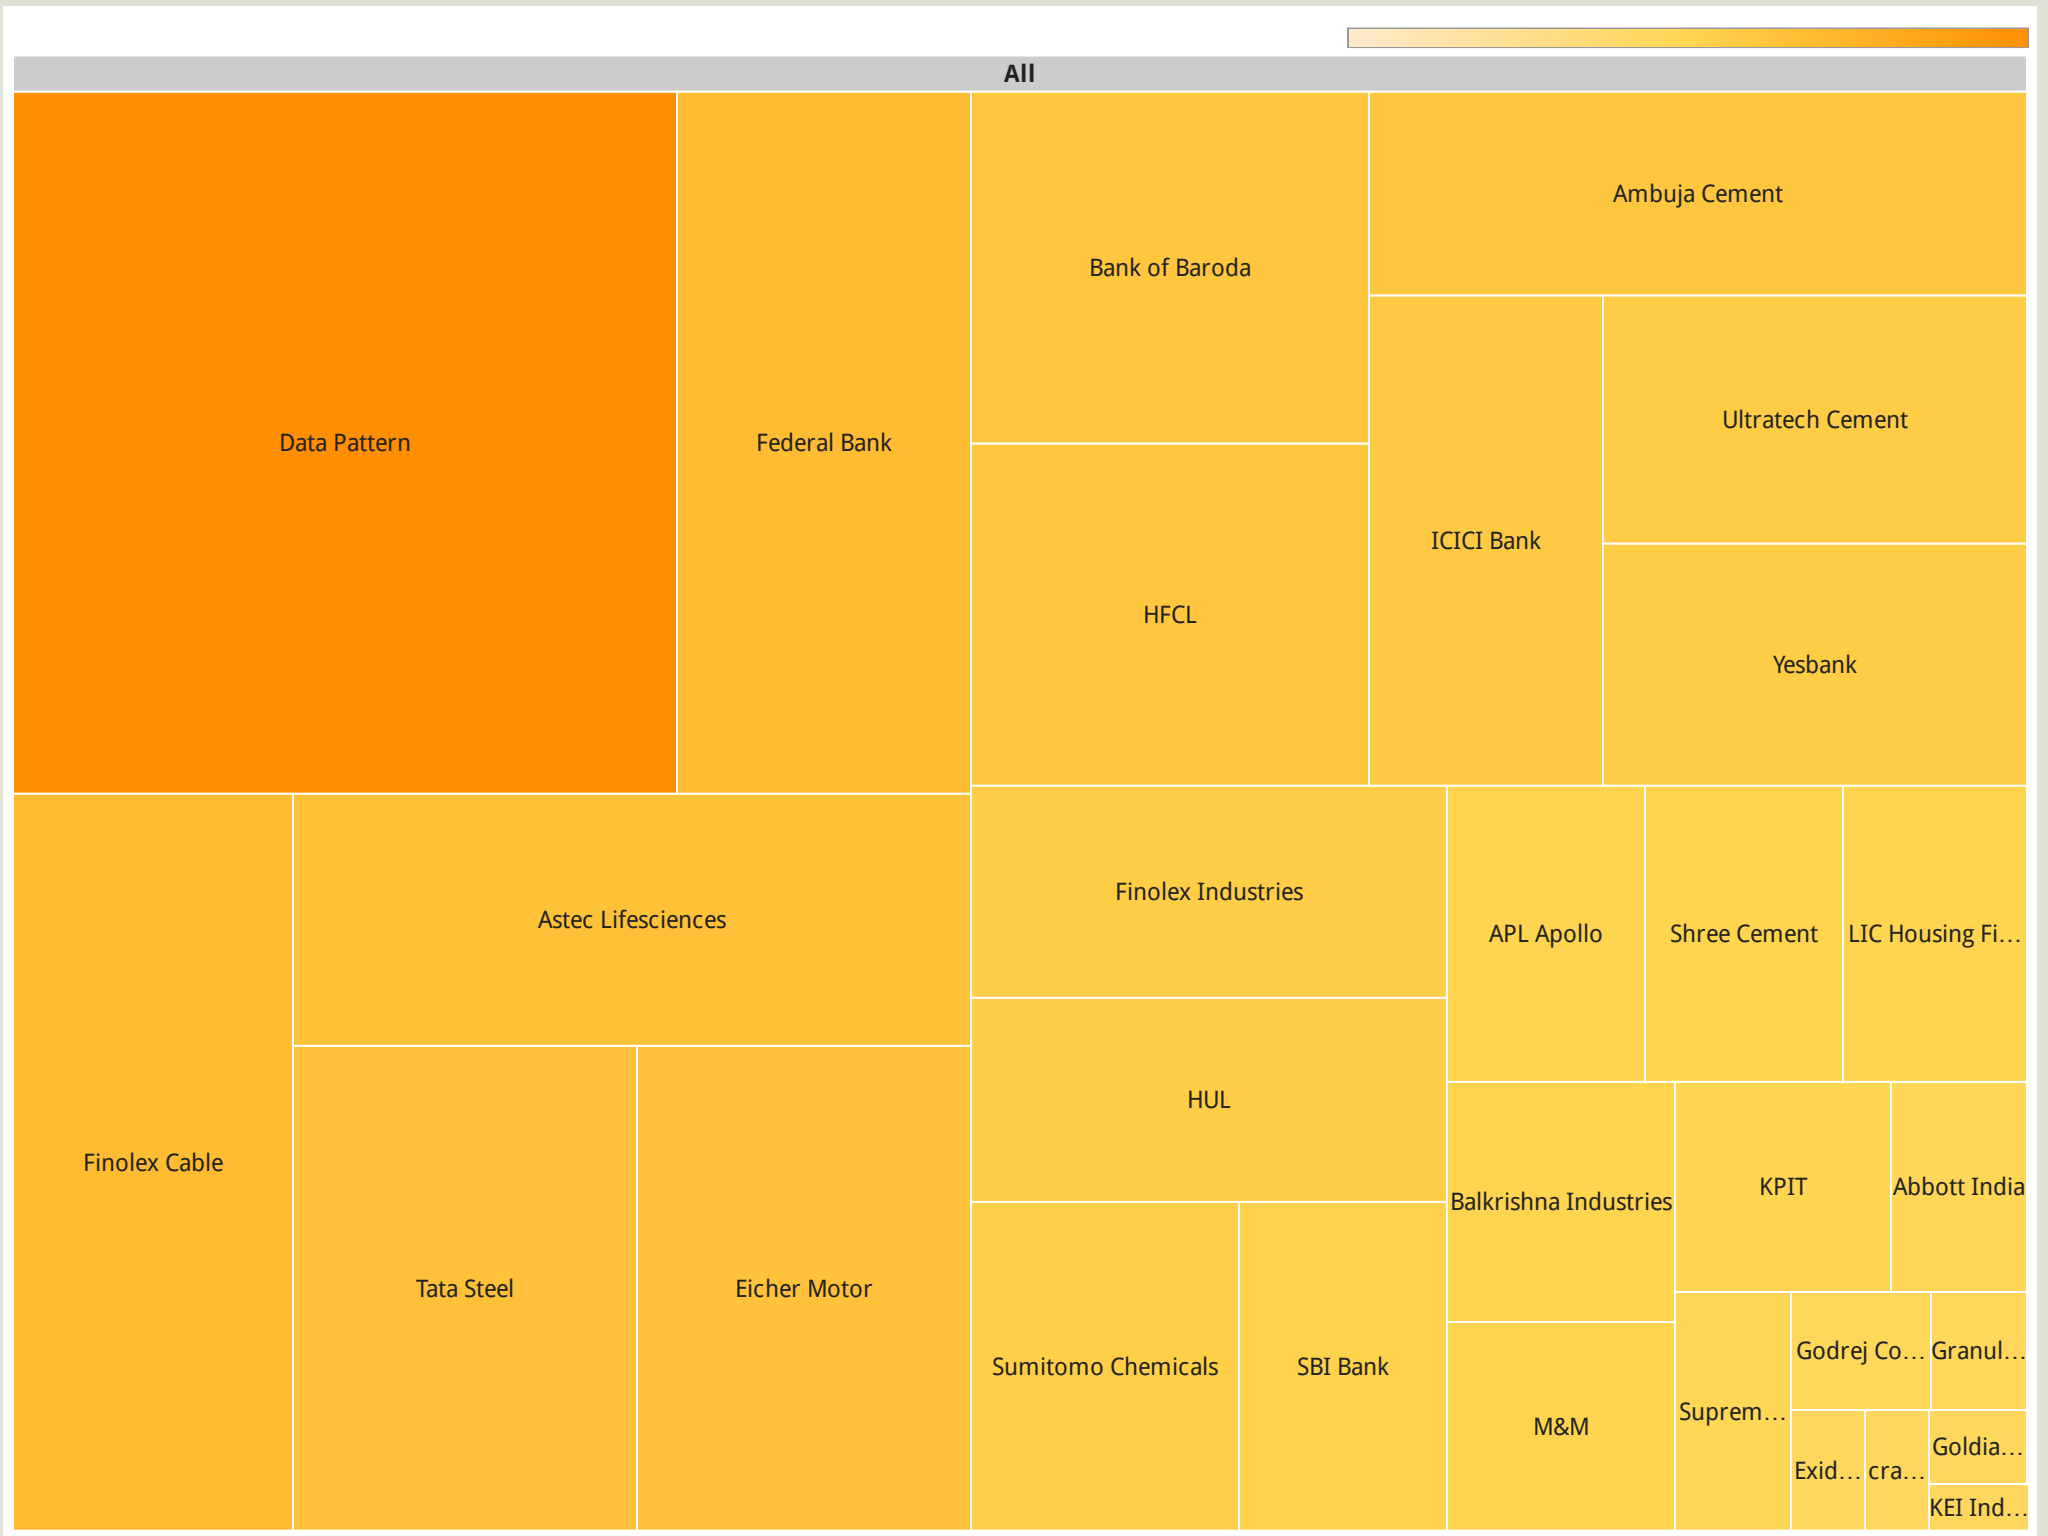 All
Data Pattern
Federal Bank
Bank of Baroda
Ambuja Cement
HFCL
ICICI Bank
Ultratech Cement
Yesbank
Finolex Cable
Astec Lifesciences
Tata Steel
Eicher Motor
Finolex Industries
HUL
Sumitomo Chemicals
SBI Bank
APL Apollo
Shree Cement
LIC Housing Fi...
Balkrishna Industries
M&M
KPIT
Abbott India
Suprem...
Godrej Co...
Granul...
Exid...
cra...
Goldia...
KEI Ind...